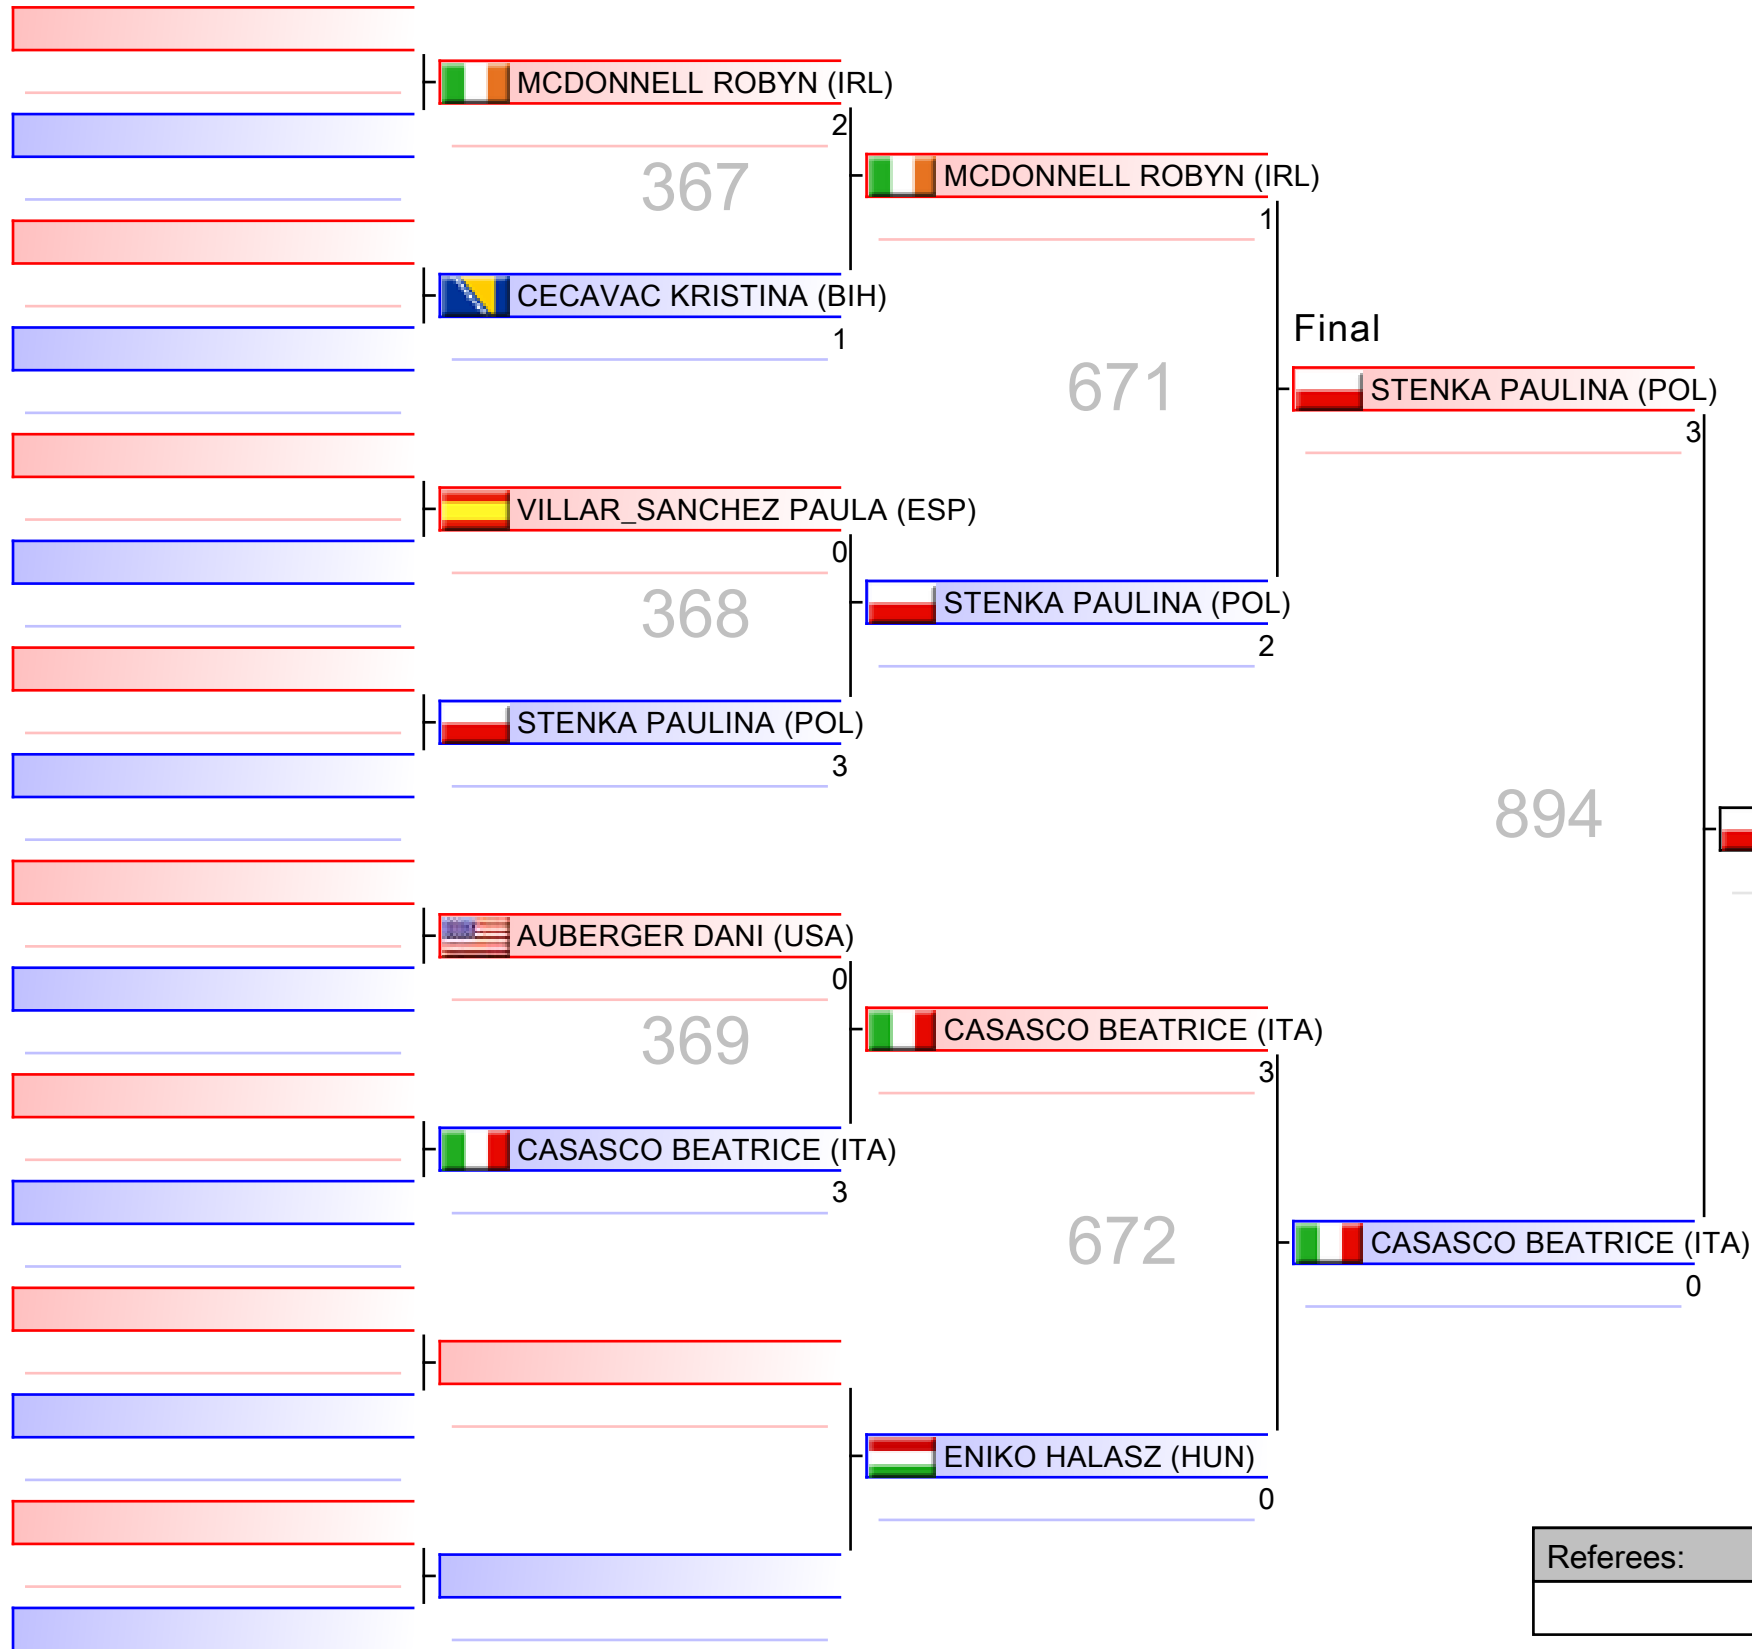 MCDONNELL ROBYN (IRL)
2
367
MCDONNELL ROBYN (IRL)
1
CECAVAC KRISTINA (BIH)
1
Final
671
STENKA PAULINA (POL)
3
VILLAR_SANCHEZ PAULA (ESP)
0
368
STENKA PAULINA (POL)
2
STENKA PAULINA (POL)
3
894
AUBERGER DANI (USA)
0
369
CASASCO BEATRICE (ITA)
3
CASASCO BEATRICE (ITA)
3
672
CASASCO BEATRICE (ITA)
0
ENIKO HALASZ (HUN)
0
Referees: